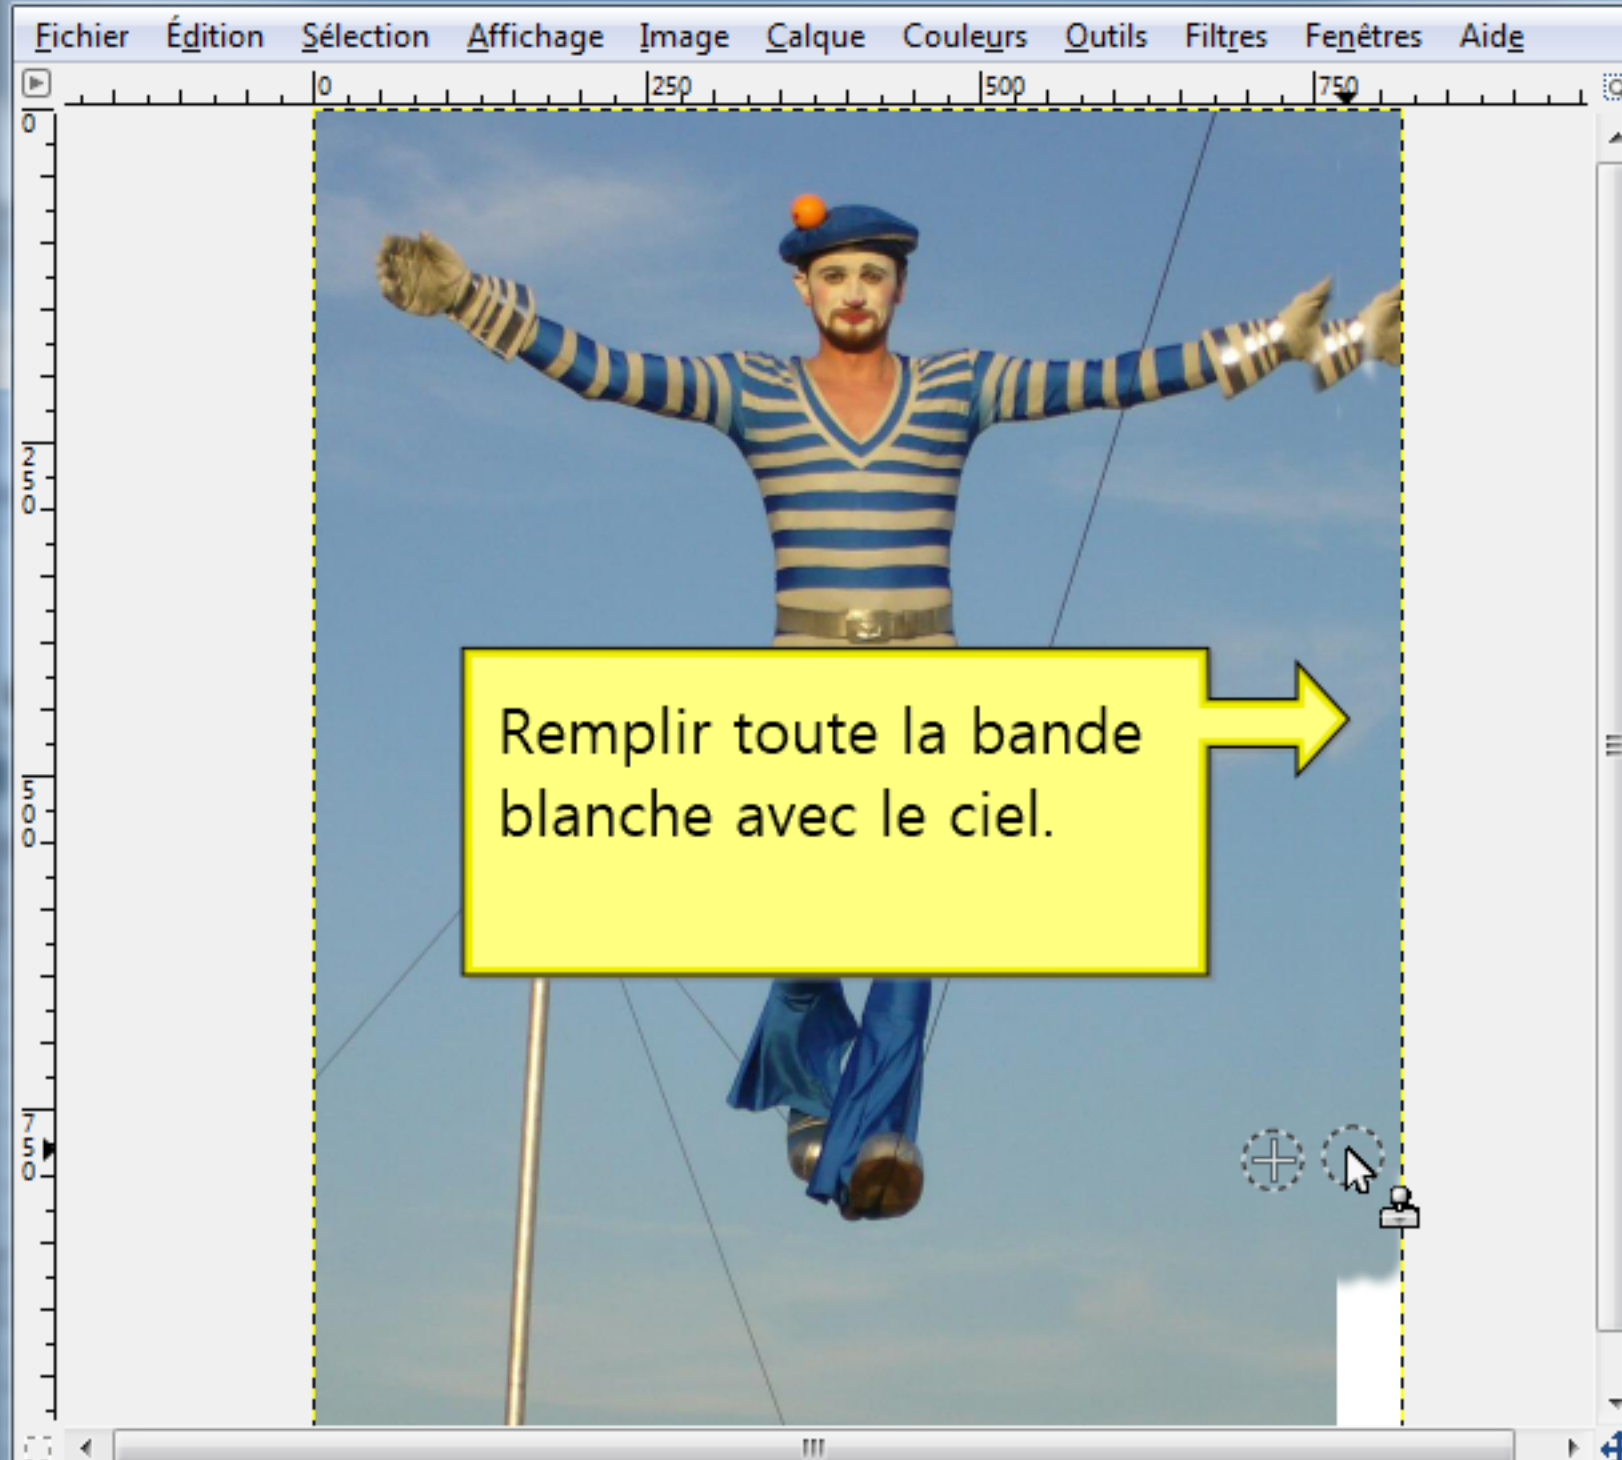 Fichier Édition Sélection Affichage Image Calque Couleurs Outils Filtres Fenêtres Aide
0 250 500 750
0
250
500
750
Remplir toute la bande
blanche avec le ciel.